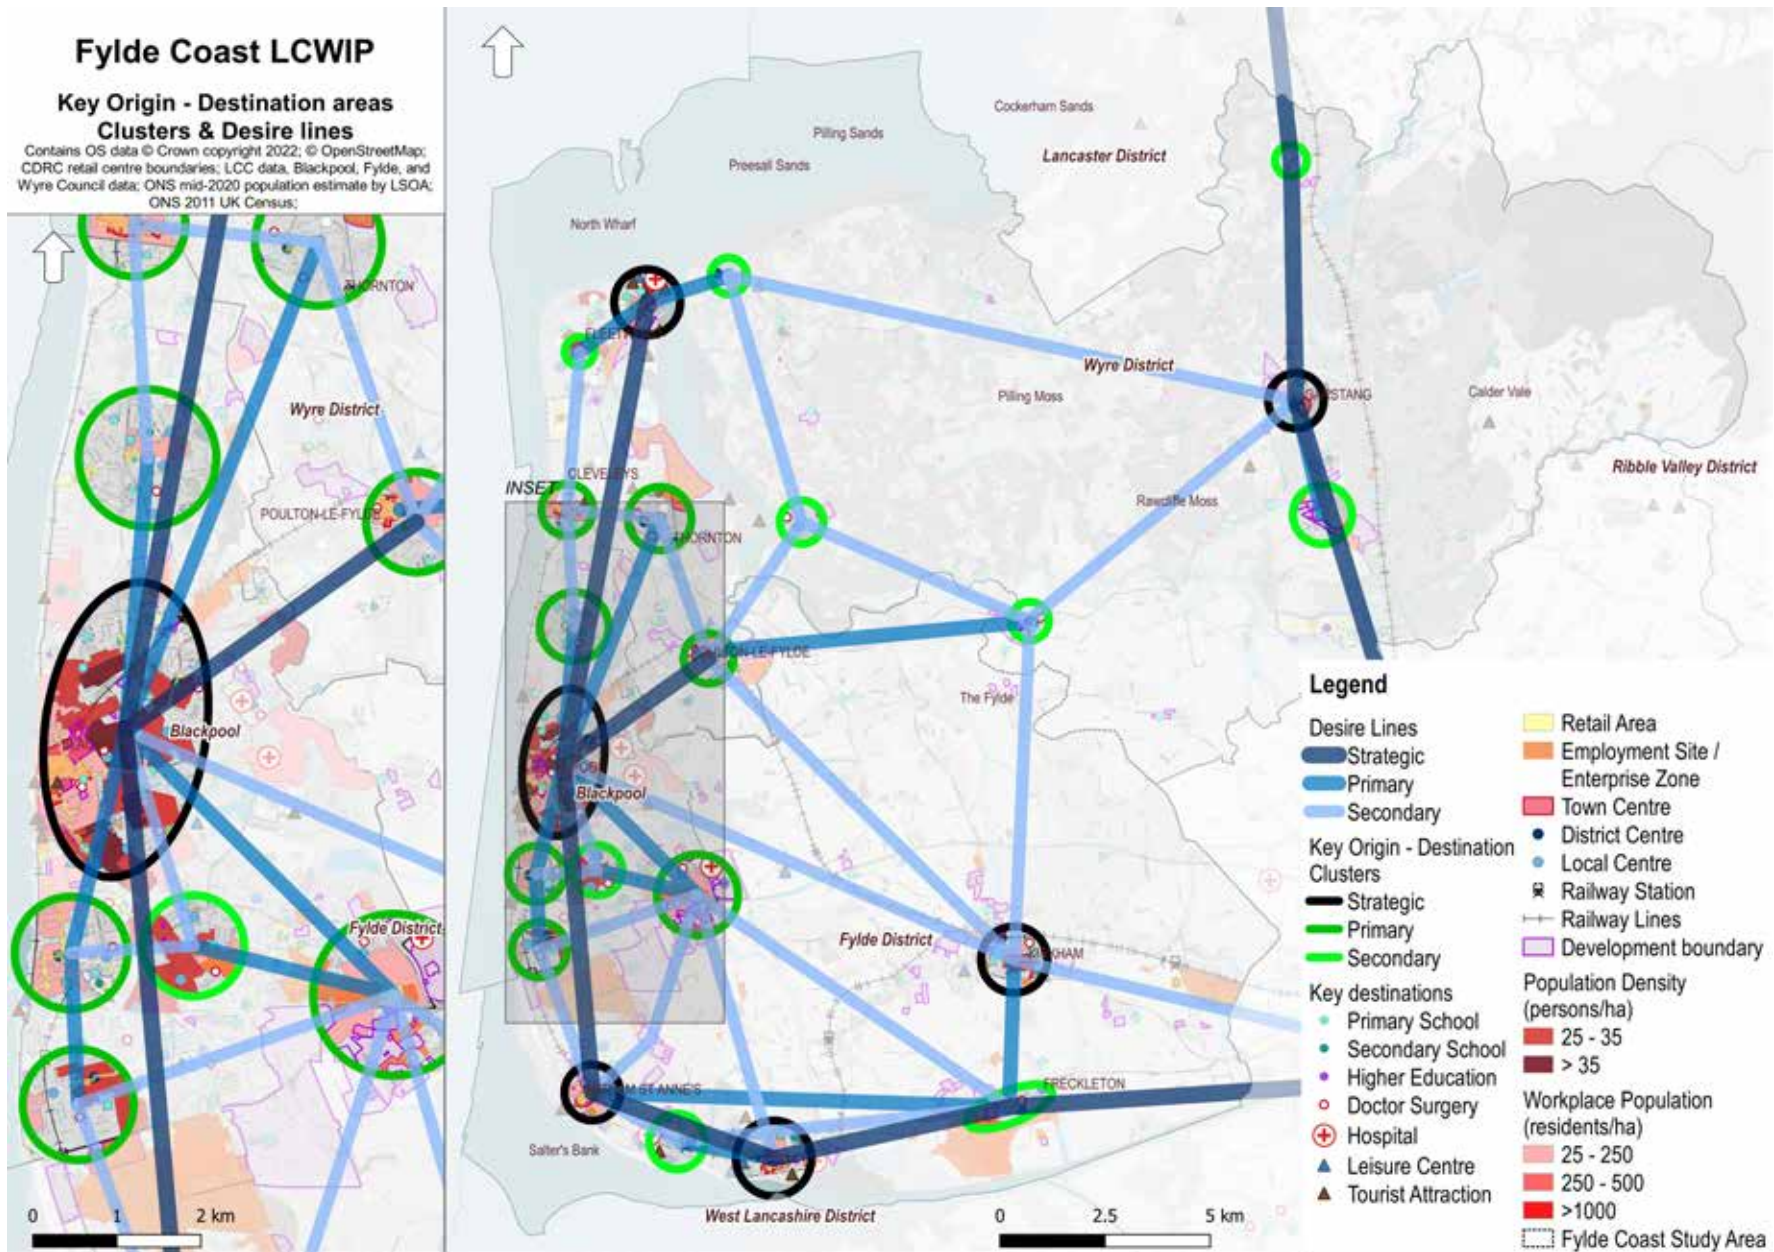 Fylde Coast LCWIP
Key Origin - Destination areas
Clusters & Desire lines
Contains OS data © Crown copyright 2022; © OpenStreetMap;
CDRC retail centre boundaries; LCC data, Blackpool, Fylde, and
Wyre Council data; ONS mid-2020 population estimate by LSOA;
ONS 2011 UK Census;
THORNTON
Wyre District
POULTON-LE-FYLDE
Blackpool
Fylde District
0 1 2 km
Cockerham Sands
Pilling Sands
Lancaster District
Preesall Sands
North Wharf
Wyre District
Pilling Moss
Calder Vale
CLEVELEYS
Ribble Valley District
INSET
Rawcliffe Moss
THORNTON
The Fylde
Blackpool
Fylde District
FRECKLETON
Salter's Bank
West Lancashire District
0 2.5 5 km
Legend
Desire Lines
Strategic
Primary
Secondary
Key Origin - Destination
Clusters
Strategic
Primary
Secondary
Key destinations
Primary School
Secondary School
Higher Education
Doctor Surgery
Hospital
Leisure Centre
Tourist Attraction
Retail Area
Employment Site /
Enterprise Zone
Town Centre
District Centre
Local Centre
Railway Station
Railway Lines
Development boundary
Population Density
(persons/ha)
25 - 35
> 35
Workplace Population
(residents/ha)
25 - 250
250 - 500
>1000
Fylde Coast Study Area